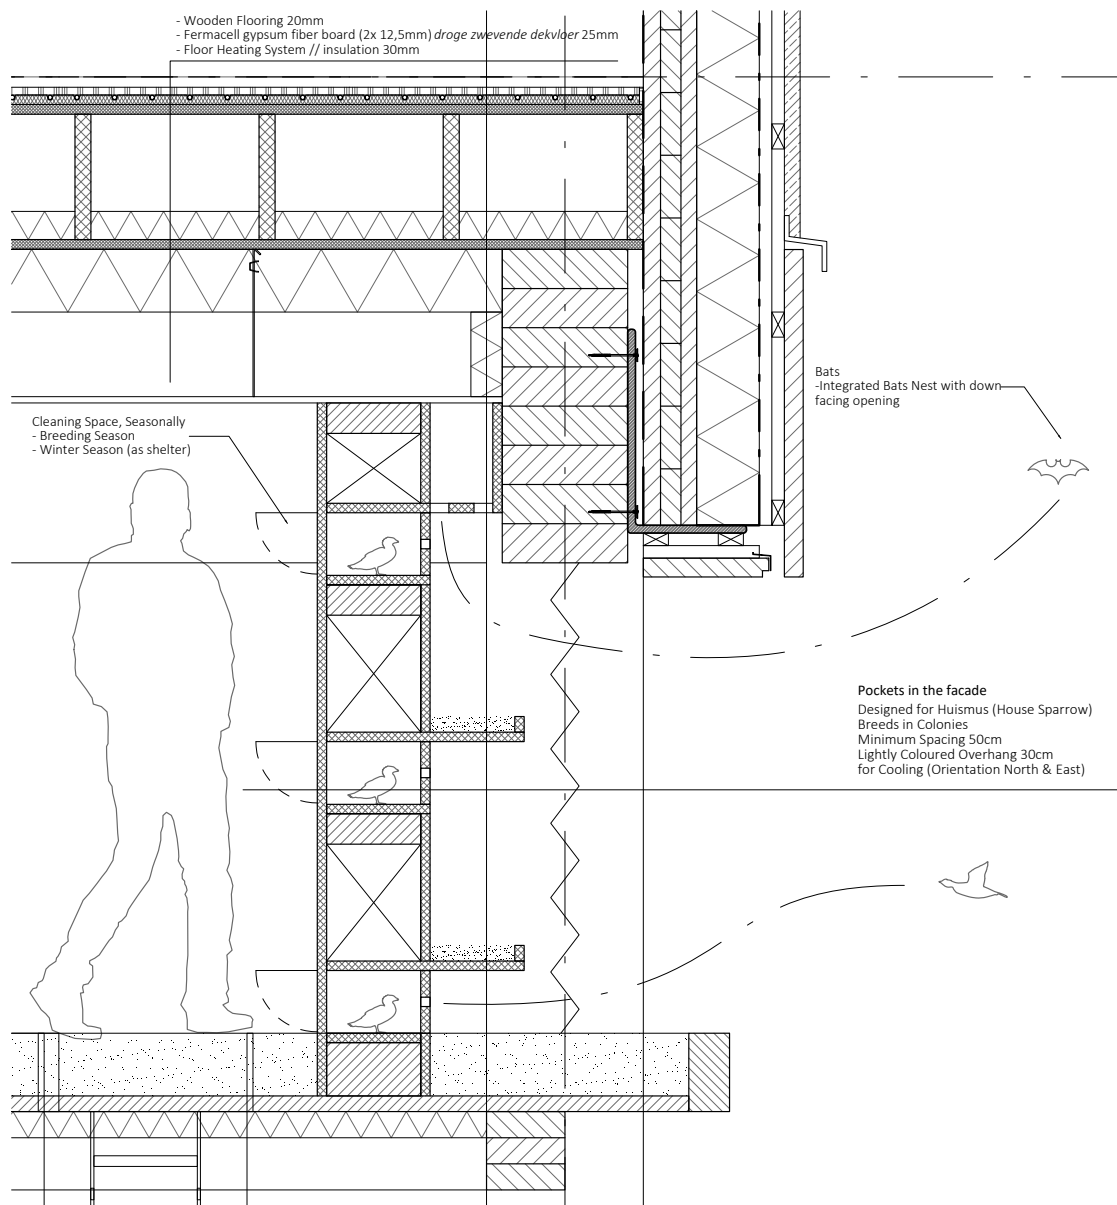 - Wooden Flooring 20mm
- Fermacell gypsum fiber board (2x 12,5mm) droge zwevende dekvloer 25mm
- Floor Heating System // insulation 30mm
Bats
-Integrated Bats Nest with down
facing opening
Cleaning Space, Seasonally
- Breeding Season
- Winter Season (as shelter)
Pockets in the facade
Designed for Huismus (House Sparrow)
Breeds in Colonies
Minimum Spacing 50cm
Lightly Coloured Overhang 30cm
for Cooling (Orientation North & East)